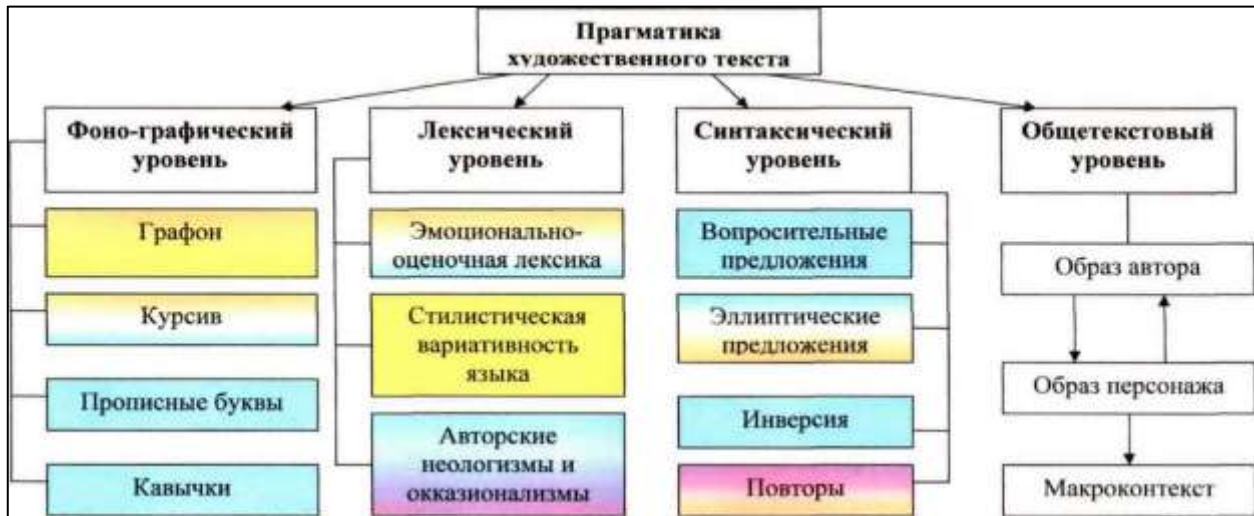 Прагматика
художественного текста
Фоно-графический
уровень
Графон
Курсив
Прописные буквы
Кавычки
Лексический
уровень
Эмоционально-
оценочная лексика
Стилистическая
вариативность
языка
Авторские
неологизмы и
окказионализмы
Синтаксический
уровень
Вопросительные
предложения
Эллиптические
предложения
Инверсия
Повторы
Общетекстовый
уровень
Образ автора
Образ персонажа
Макроконтекст